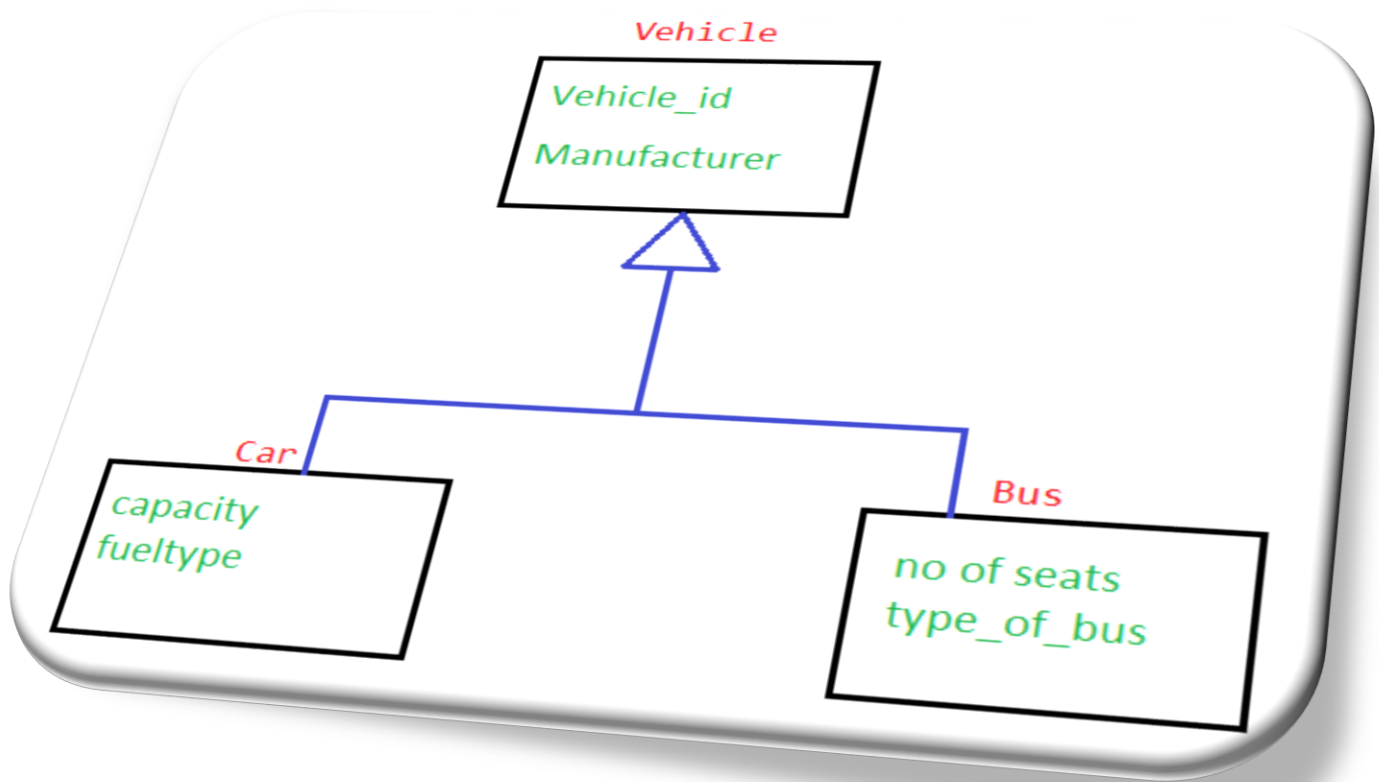 Vehicle
Vehicle_id
Manufacturer
Car
capacity
fueltype
Bus
no of seats
type_of_bus